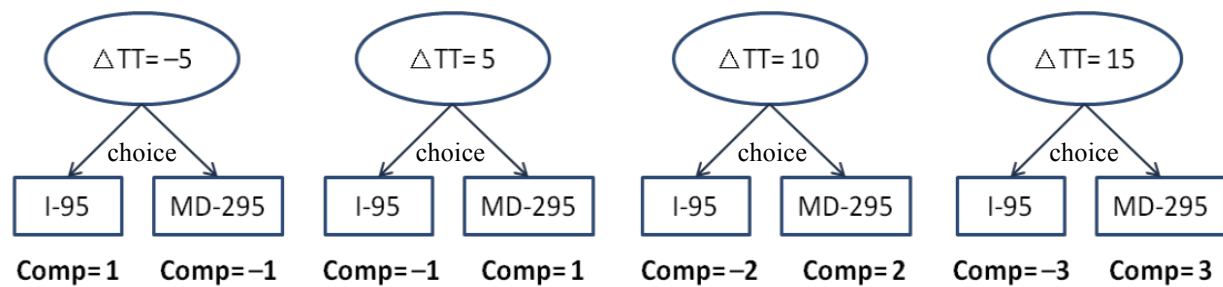 △TT= –5
△TT= 5
△TT= 10
△TT= 15
choice
choice
choice
choice
I-95
MD-295
I-95
MD-295
I-95
MD-295
I-95
MD-295
Comp= 1
Comp= –1
Comp= –1
Comp= 1
Comp= –2
Comp= 2
Comp= –3
Comp= 3